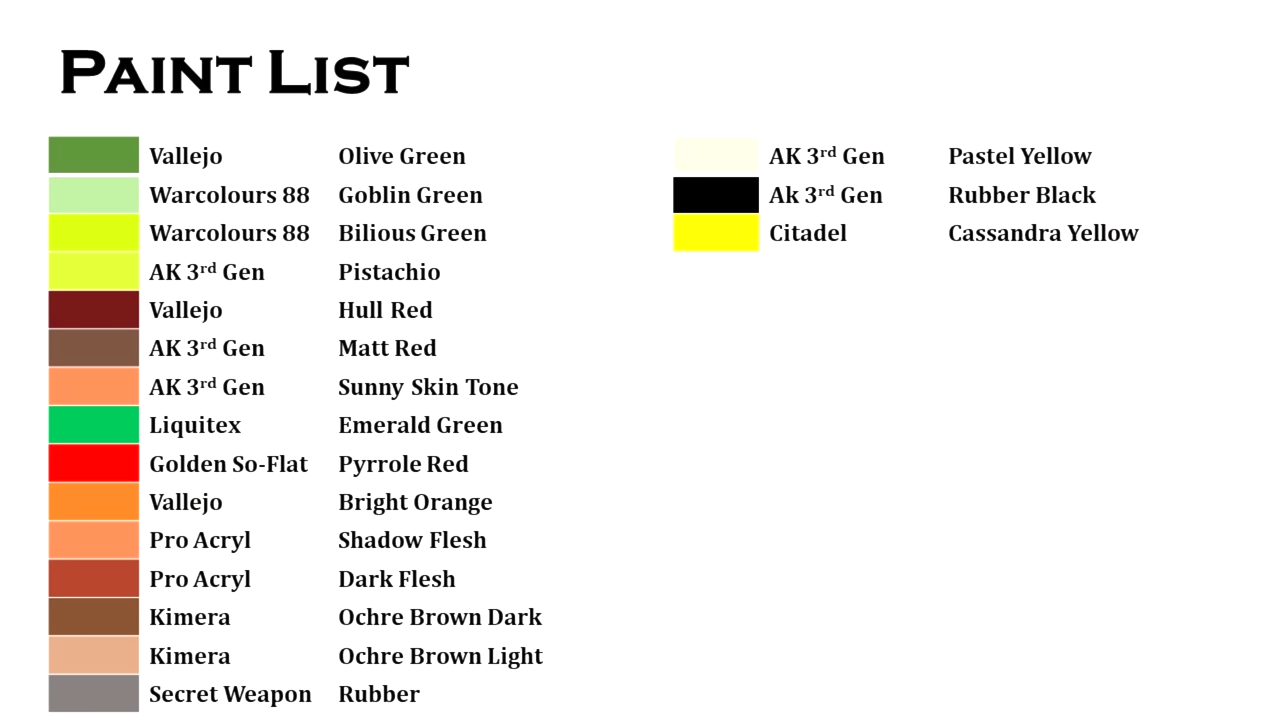 Paint List
Vallejo Olive Green
Warcolours 88 Goblin Green
Warcolours 88 Bilious Green
AK 3rd Gen Pistachio
Vallejo Hull Red
AK 3rd Gen Matt Red
AK 3rd Gen Sunny Skin Tone
Liquitex Emerald Green
Golden So-Flat Pyrrole Red
Vallejo Bright Orange
Pro Acryl Shadow Flesh
Pro Acryl Dark Flesh
Kimera Ochre Brown Dark
Kimera Ochre Brown Light
Secret Weapon Rubber
AK 3rd Gen Pastel Yellow
Ak 3rd Gen Rubber Black
Citadel Cassandra Yellow